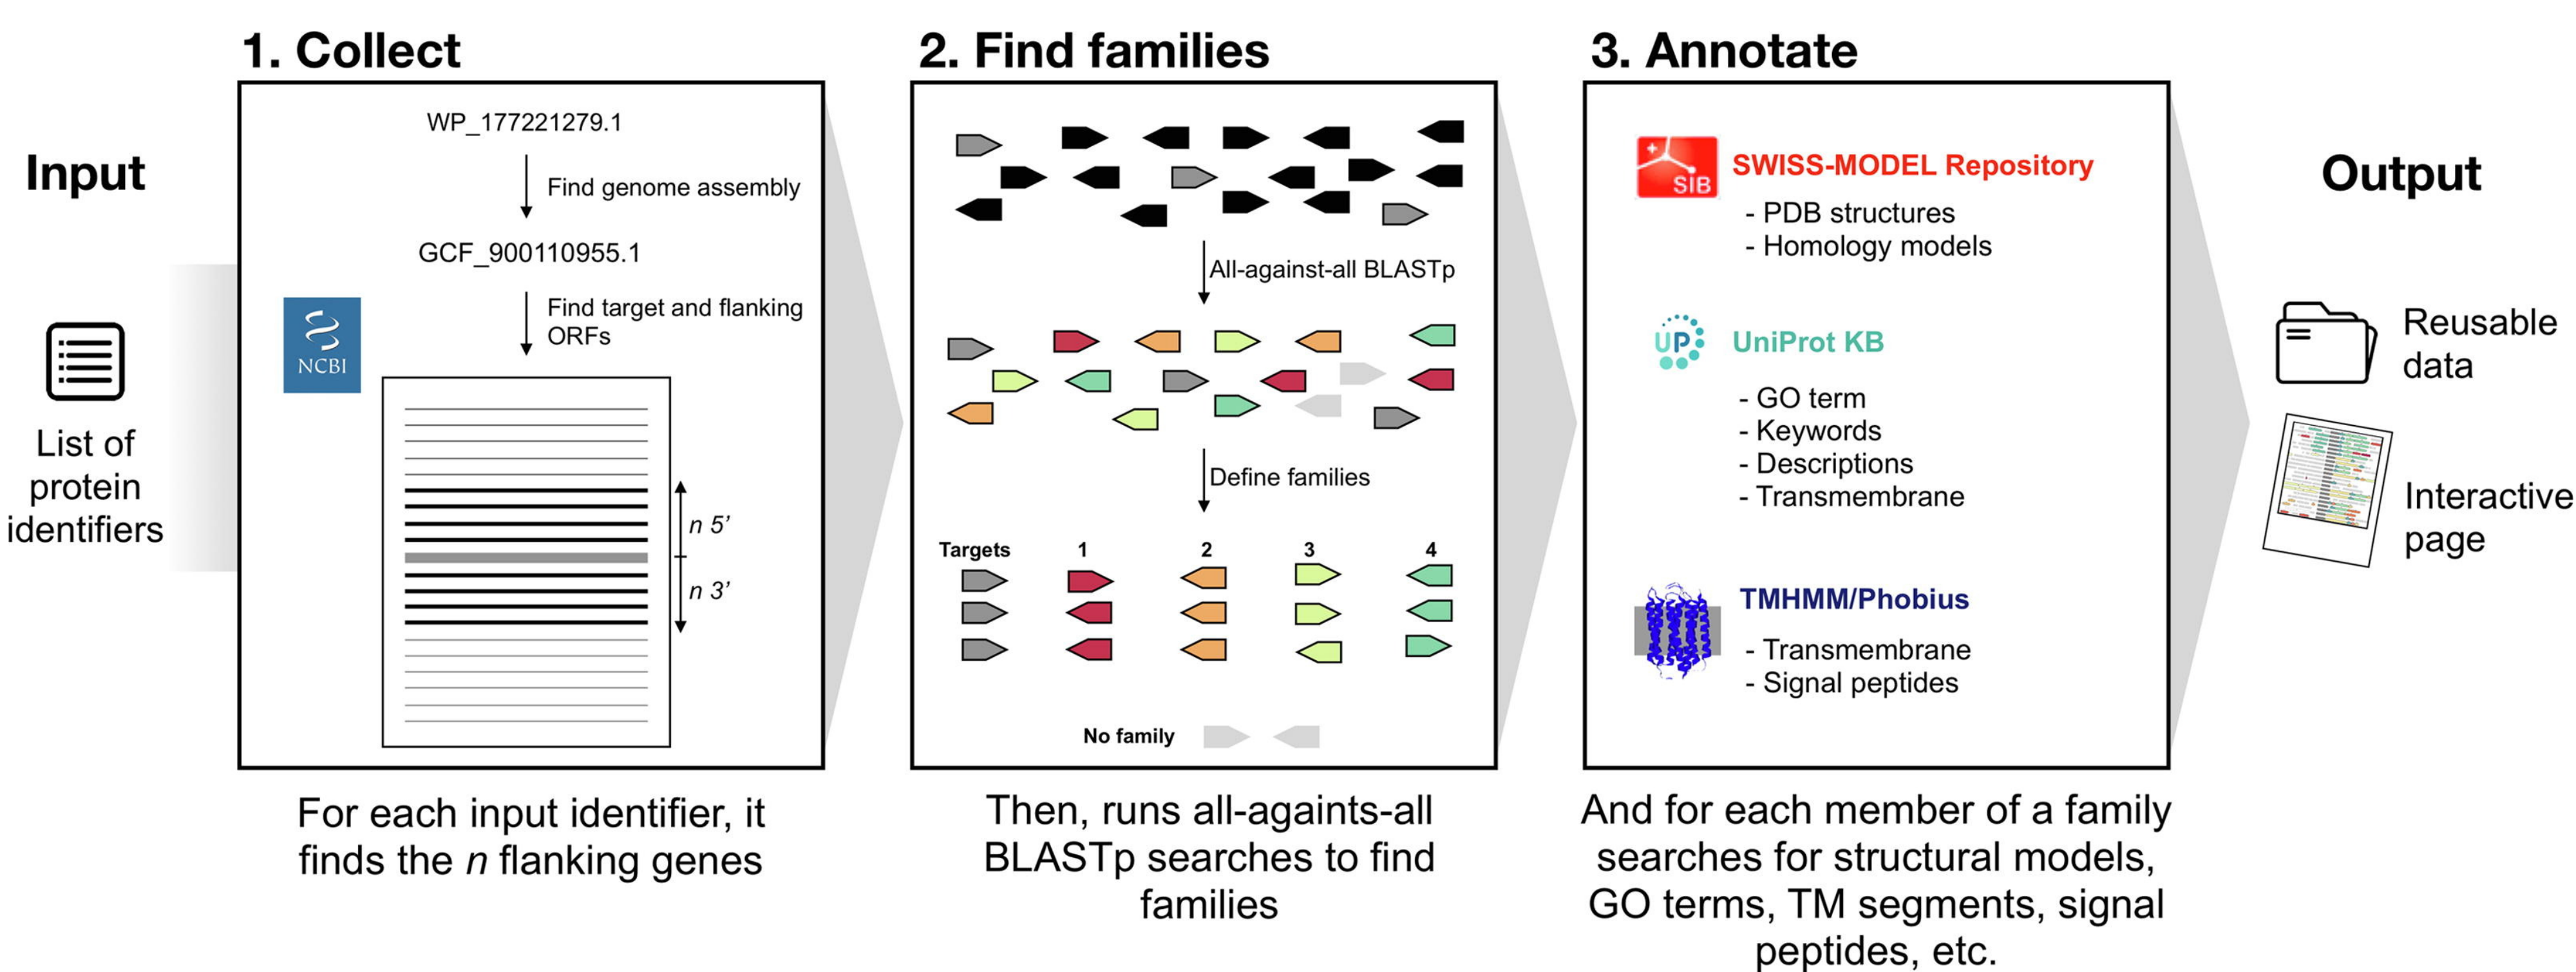 1. Collect
2. Find families
3. Annotate
Input
List of
protein
identifiers
WP_177221279.1
Find genome assembly
GCF_900110955.1
Find target and flanking
ORFs
NCBI
n 5’
n 3’
For each input identifier, it
finds the n flanking genes
All-against-all BLASTp
Define families
Targets 1 2 3 4
No family
Then, runs all-againts-all
BLASTp searches to find
families
SIB
SWISS-MODEL Repository
- PDB structures
- Homology models
UP
UniProt KB
- GO term
- Keywords
- Descriptions
- Transmembrane
TMHMM/Phobius
- Transmembrane
- Signal peptides
And for each member of a family
searches for structural models,
GO terms, TM segments, signal
peptides, etc.
Output
Reusable
data
Interactive
page